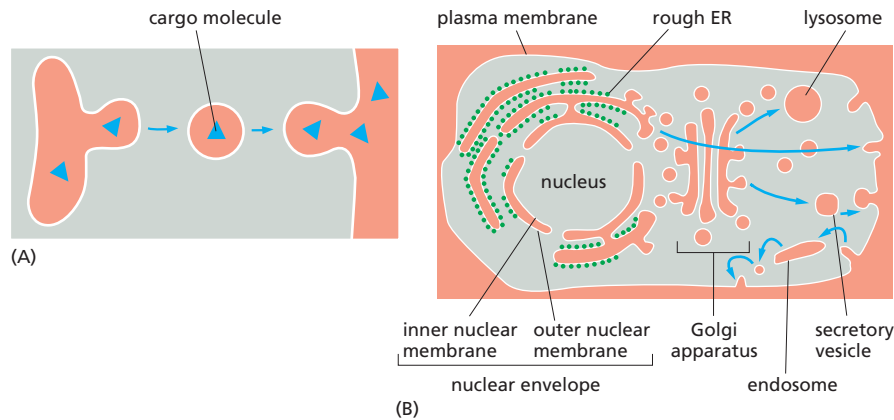 cargo molecule
(A)
plasma membrane
rough ER
lysosome
nucleus
inner nuclear
membrane
outer nuclear
membrane
nuclear envelope
Golgi
apparatus
secretory
vesicle
endosome
(B)